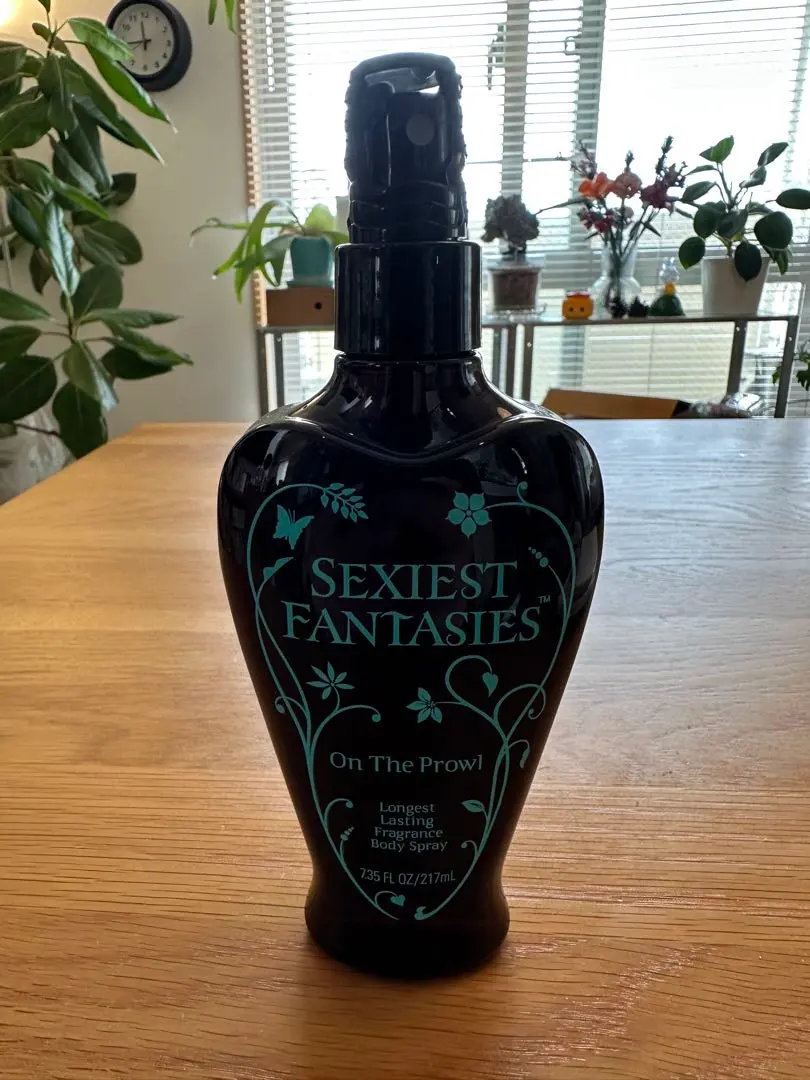 SEXIEST
FANTASIES™
On The Prowl
Longest
Lasting
Fragrance
Body Spray
7.35 FL OZ/217mL